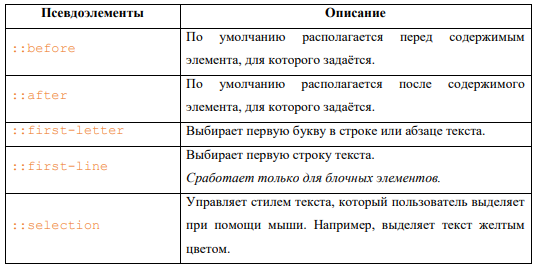 Псевдоэлементы Описание
::before
По умолчанию располагается перед содержимым
элемента, для которого задаётся.
::after
По умолчанию располагается после содержимого
элемента, для которого задаётся.
::first-letter Выбирает первую букву в строке или абзаце текста.
::first-line
Выбирает первую строку текста.
Сработает только для блочных элементов.
::selection
Управляет стилем текста, который пользователь выделяет
при помощи мыши. Например, выделяет текст желтым
цветом.